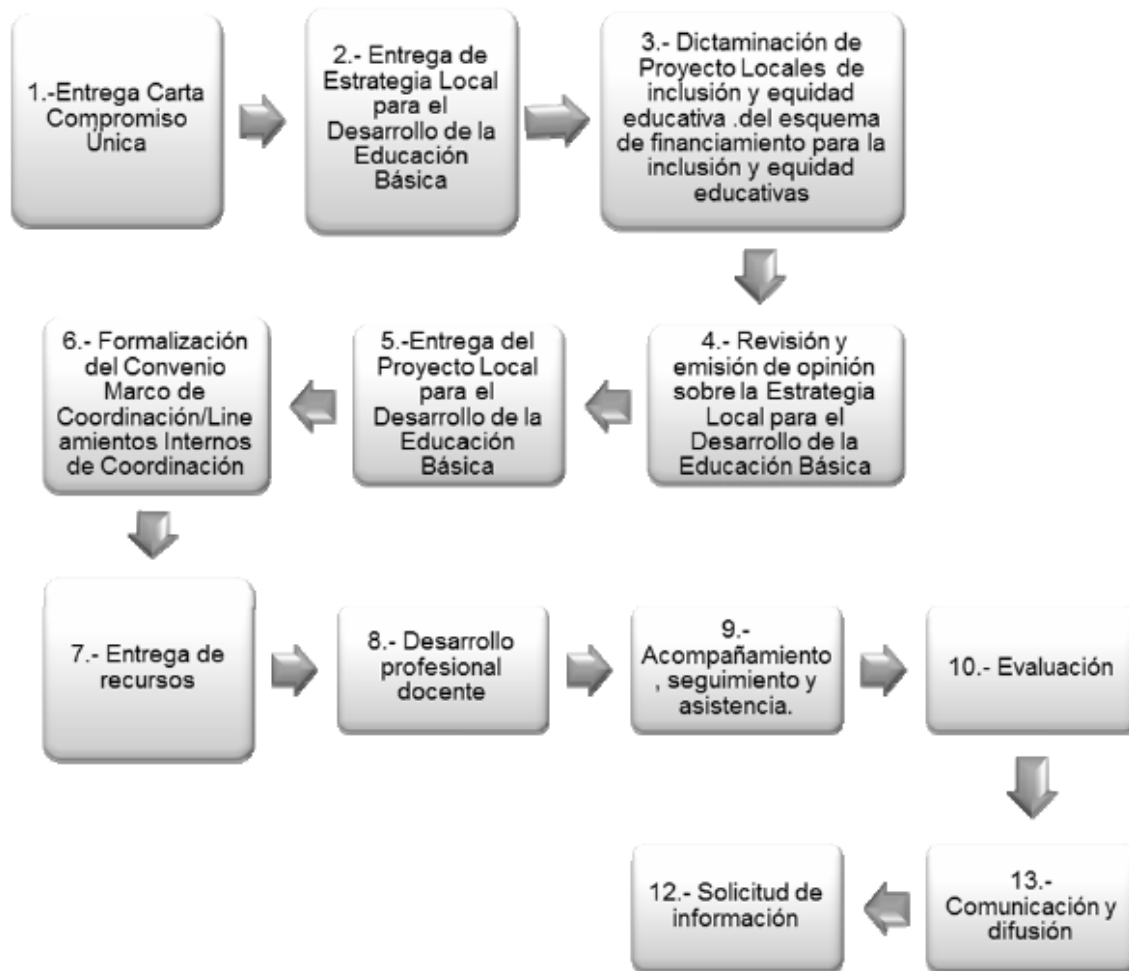 1.-Entrega Carta
Compromiso
Única
2.- Entrega de
Estrategia Local
para el
Desarrollo de la
Educación
Básica
3.- Dictaminación de
Proyecto Locales de
inclusión y equidad
educativa .del esquema
de financiamiento para la
inclusión y equidad
educativas
4.- Revisión y
emisión de opinión
sobre la Estrategia
Local para el
Desarrollo de la
Educación Básica
5.-Entrega del
Proyecto Local
para el
Desarrollo de la
Educación
Básica
6.- Formalización
del Convenio
Marco de
Coordinación/Line
amientos Internos
de Coordinación
7.- Entrega de
recursos
8.- Desarrollo
profesional
docente
9.-
Acompañamiento
, seguimiento y
asistencia.
10.- Evaluación
13.-
Comunicación y
difusión
12.- Solicitud de
información